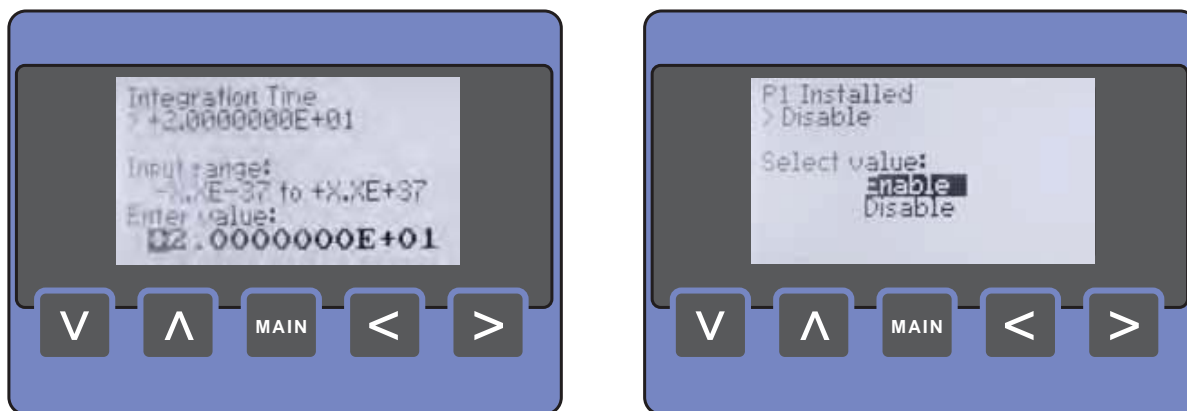 Integration Time
> +2.0000000E+01
Input range:
-X.XE-37 to +X.XE+37
Enter value:
2.0000000E+01
V Λ MAIN < >
P1 Installed
> Disable
Select value:
Enable
Disable
V Λ MAIN < >